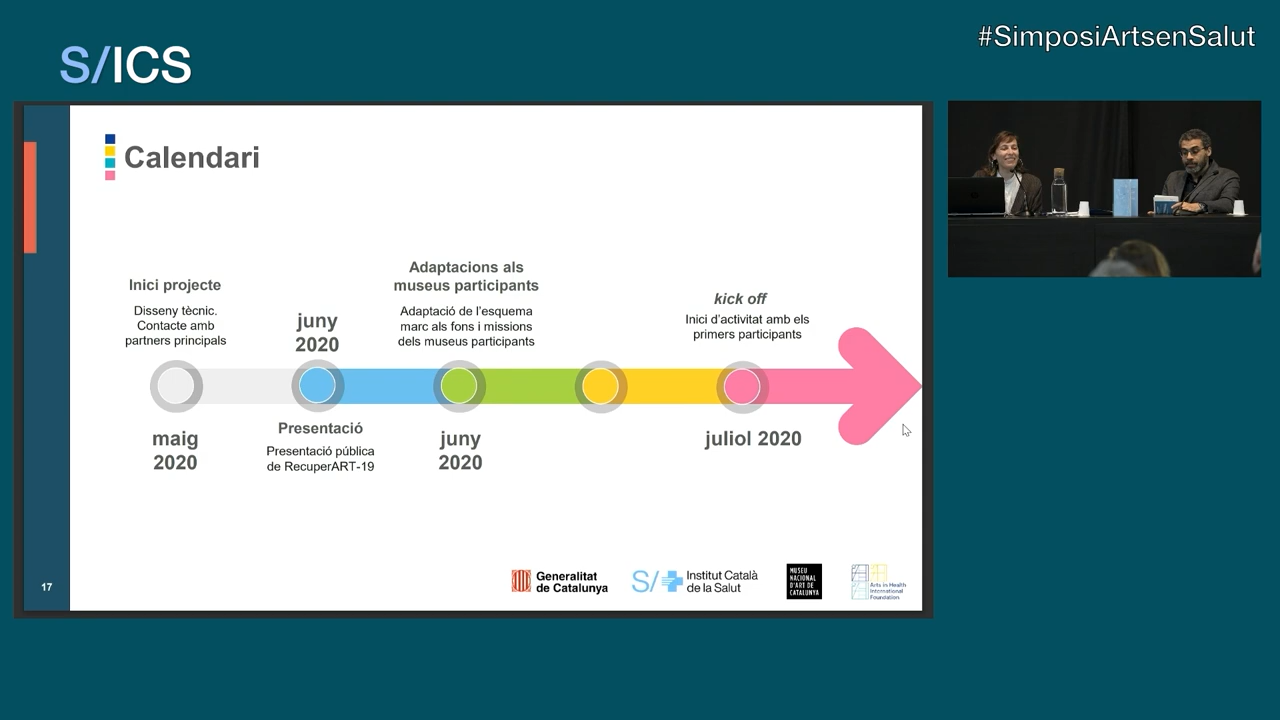 #SimposiArtsenSalut
S/ICS
Calendari
Inici projecte
Disseny tècnic.
Contacte amb
partners principals
maig
2020
juny
2020
Presentació
Presentació pública
de RecuperART-19
Adaptacions als
museus participants
Adaptació de l'esquema
marc als fons i missions
dels museus participants
juny
2020
kick off
Inici d'activitat amb els
primers participants
juliol 2020
17
Generalitat
de Catalunya
S/
Institut Català
de la Salut
MUSEU
NACIONAL
D'ART DE
CATALUNYA
Arts in Health
International
Foundation